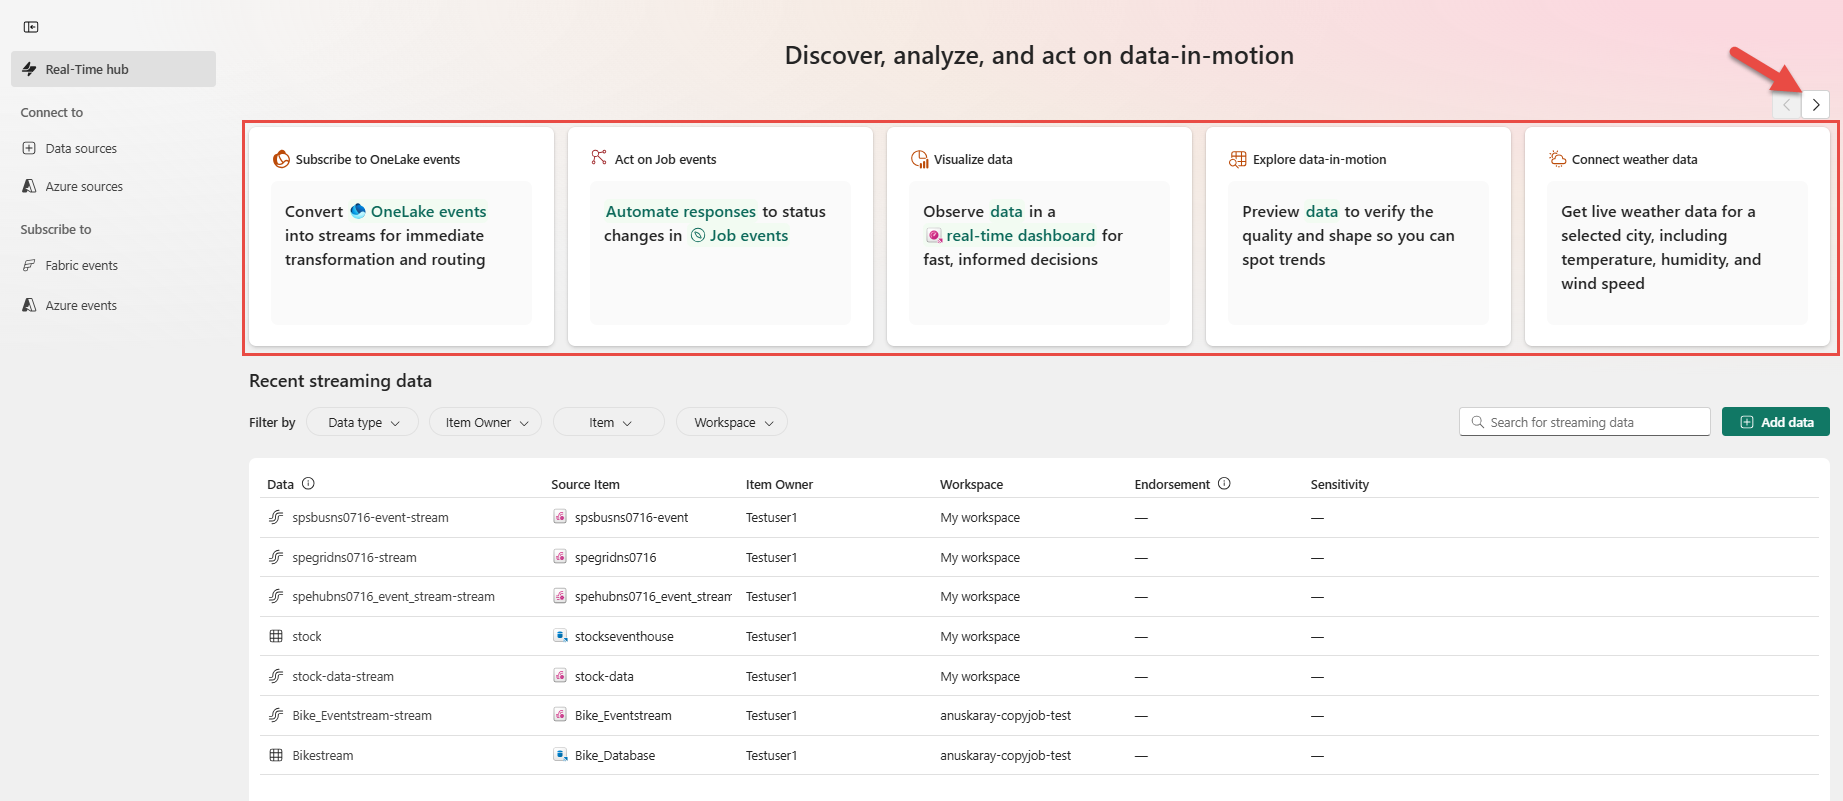 Real-Time hub
Connect to
Data sources
Azure sources
Subscribe to
Fabric events
Azure events
Discover, analyze, and act on data-in-motion
Subscribe to OneLake events
Convert OneLake events
into streams for immediate
transformation and routing
Act on Job events
Automate responses to status
changes in Job events
Visualize data
Observe data in a
real-time dashboard for
fast, informed decisions
Explore data-in-motion
Preview data to verify the
quality and shape so you can
spot trends
Connect weather data
Get live weather data for a
selected city, including
temperature, humidity, and
wind speed
Recent streaming data
Filter by Data type Item Owner Item Workspace Search for streaming data Add data
Data Source Item Item Owner Workspace Endorsement Sensitivity
spsbusns0716-event-stream spsbusns0716-event Testuser1 My workspace — —
spegridns0716-stream spegridns0716 Testuser1 My workspace — —
spehubns0716_event_stream-stream spehubns0716_event_stream Testuser1 My workspace — —
stock stockseventhouse Testuser1 My workspace — —
stock-data-stream stock-data Testuser1 My workspace — —
Bike_Eventstream-stream Bike_Eventstream Testuser1 anuskaray-copyjob-test — —
Bikestream Bike_Database Testuser1 anuskaray-copyjob-test — —